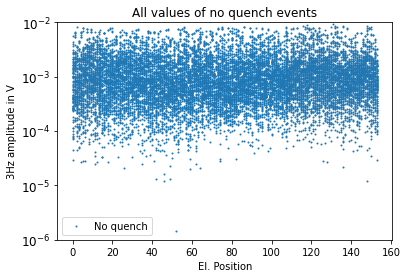 All values of no quench events
3Hz amplitude in V
10⁻²
10⁻³
10⁻⁴
10⁻⁵
10⁻⁶
No quench
0 20 40 60 80 100 120 140 160
El. Position